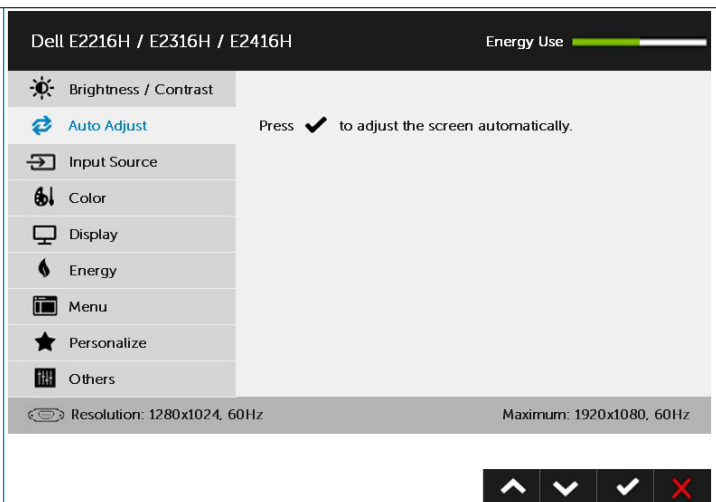 Dell E2216H / E2316H / E2416H Energy Use
Brightness / Contrast
Auto Adjust Press ✔ to adjust the screen automatically.
Input Source
Color
Display
Energy
Menu
Personalize
Others
Resolution: 1280x1024, 60Hz Maximum: 1920x1080, 60Hz